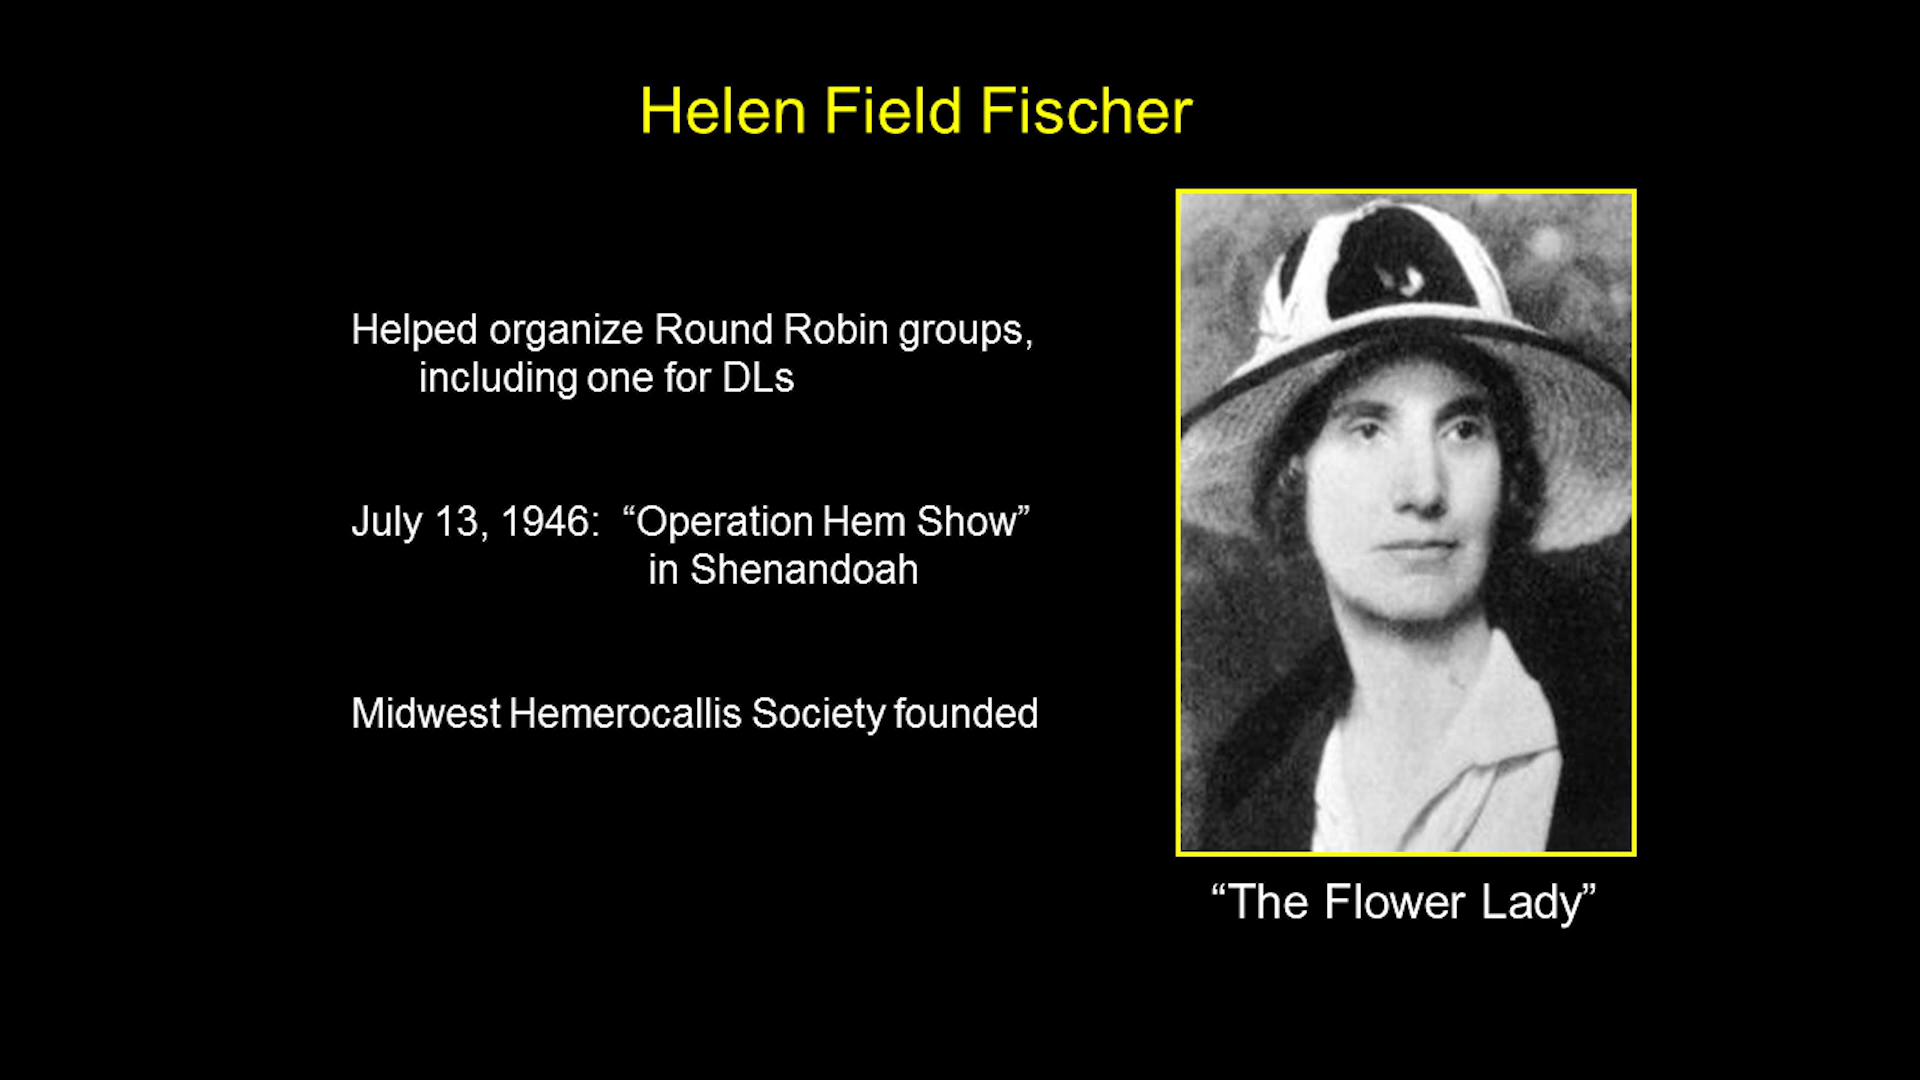 Helen Field Fischer
Helped organize Round Robin groups,
including one for DLs
July 13, 1946:  “Operation Hem Show”
in Shenandoah
Midwest Hemerocallis Society founded
“The Flower Lady”